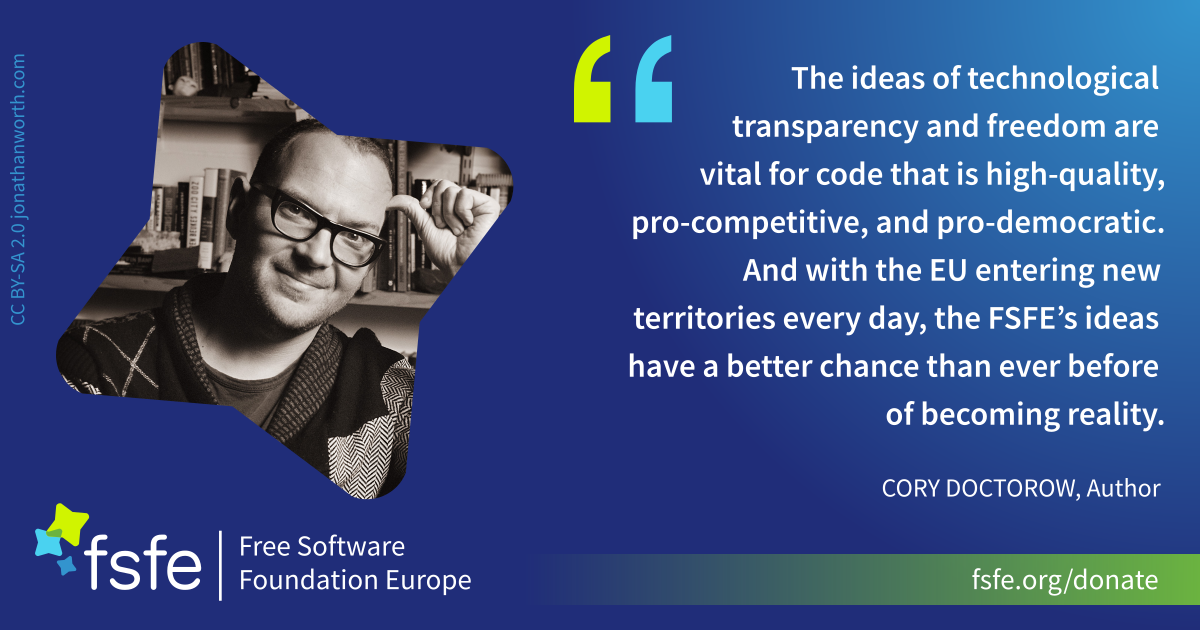 CC BY-SA 2.0 jonathanworth.com
The ideas of technological
transparency and freedom are
vital for code that is high-quality,
pro-competitive, and pro-democratic.
And with the EU entering new
territories every day, the FSFE’s ideas
have a better chance than ever before
of becoming reality.
CORY DOCTOROW, Author
fsfe
Free Software
Foundation Europe
fsfe.org/donate